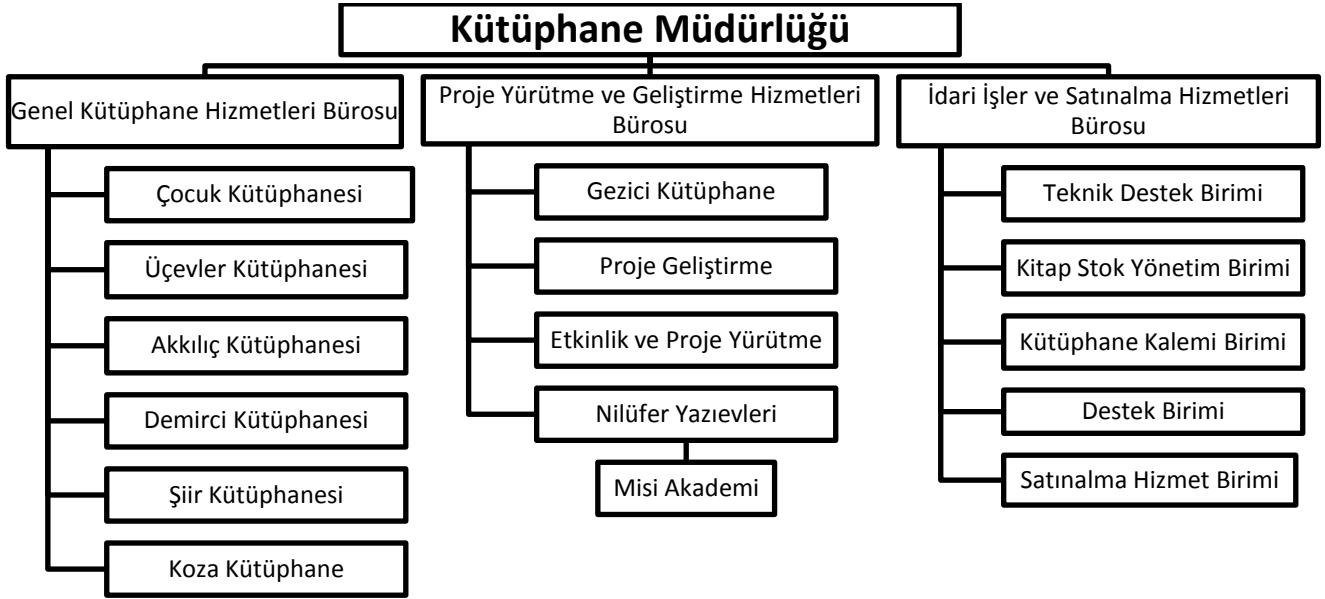 Kütüphane Müdürlüğü
Genel Kütüphane Hizmetleri Bürosu
Çocuk Kütüphanesi
Üçevler Kütüphanesi
Akkılıç Kütüphanesi
Demirci Kütüphanesi
Şiir Kütüphanesi
Koza Kütüphane
Proje Yürütme ve Geliştirme Hizmetleri
Bürosu
Gezici Kütüphane
Proje Geliştirme
Etkinlik ve Proje Yürütme
Nilüfer Yazıevleri
Misi Akademi
İdari İşler ve Satınalma Hizmetleri
Bürosu
Teknik Destek Birimi
Kitap Stok Yönetim Birimi
Kütüphane Kalemi Birimi
Destek Birimi
Satınalma Hizmet Birimi